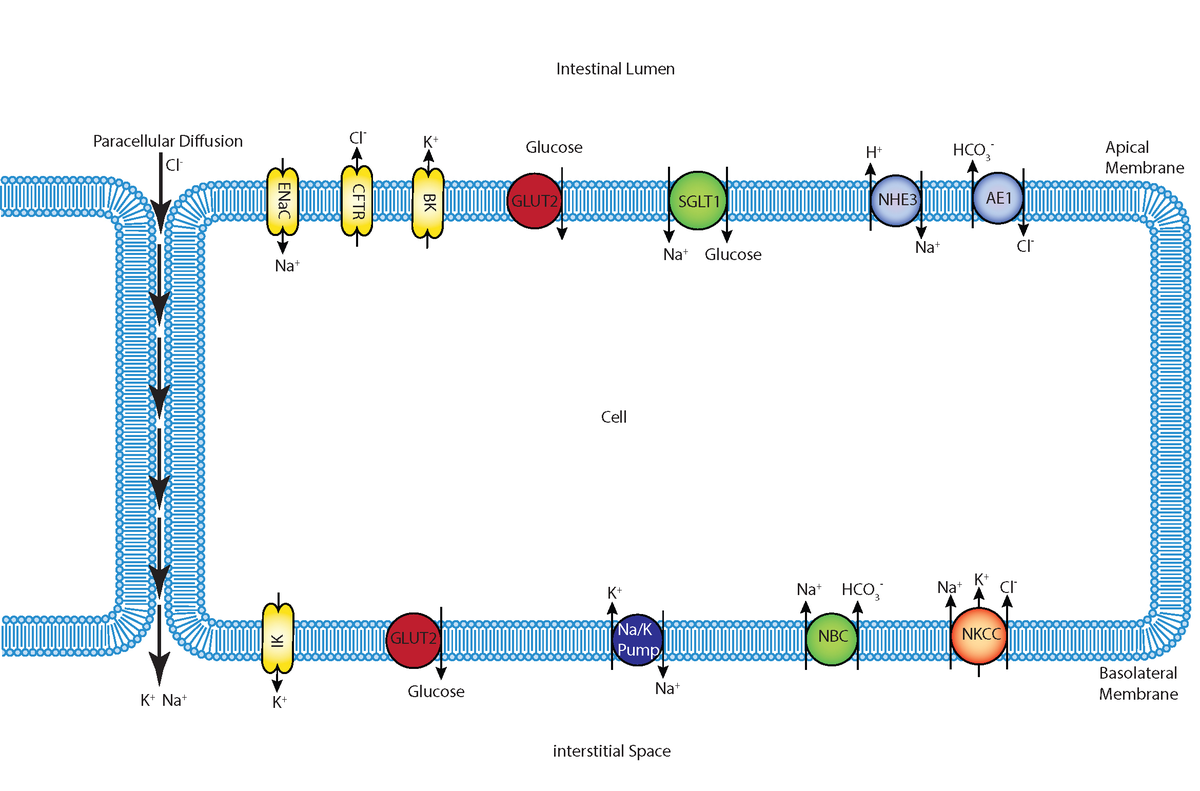 Intestinal Lumen
Paracellular Diffusion
Cl⁻
Cl⁻
K⁺
Glucose
H⁺
HCO₃⁻
Apical
Membrane
ENaC
CFTR
BK
GLUT2
SGLT1
NHE3
AE1
Na⁺
Na⁺
Glucose
Na⁺
Cl⁻
Cell
K⁺
Na⁺
HCO₃⁻
Na⁺
K⁺
Cl⁻
IK
GLUT2
Na/K
Pump
NBC
NKCC
K⁺ Na⁺
K⁺
Glucose
Na⁺
Basolateral
Membrane
interstitial Space